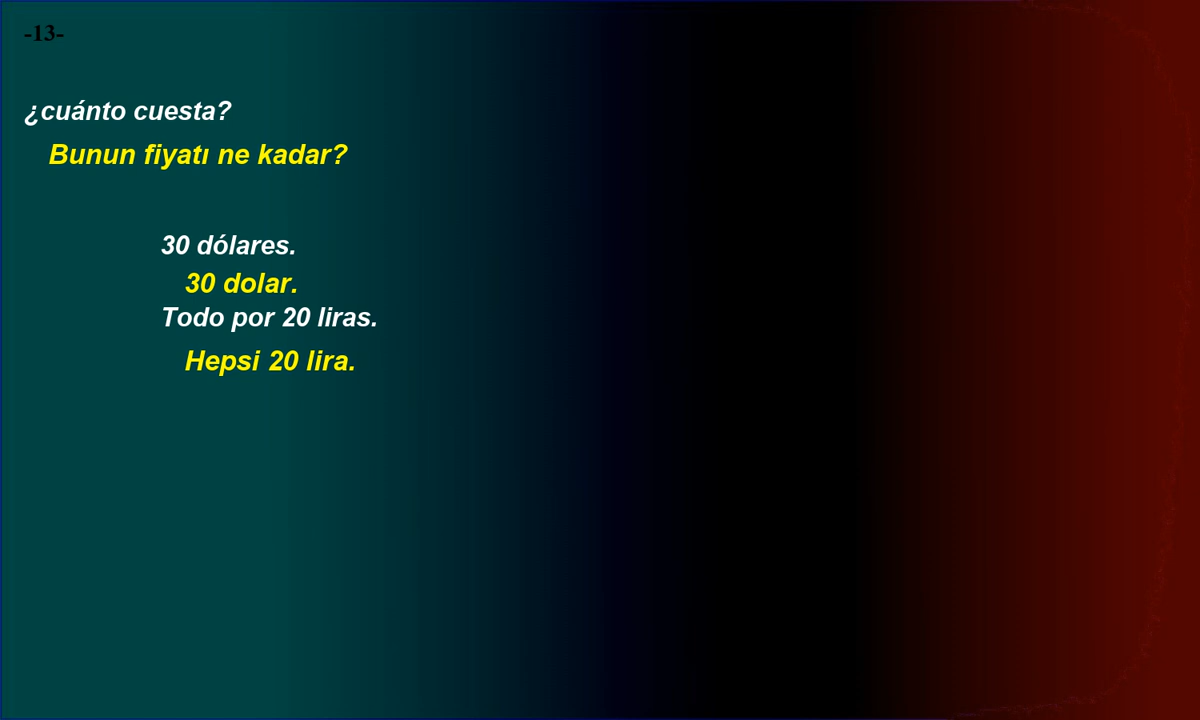 -13-
¿cuánto cuesta?
Bunun fiyatı ne kadar?
30 dólares.
30 dolar.
Todo por 20 liras.
Hepsi 20 lira.